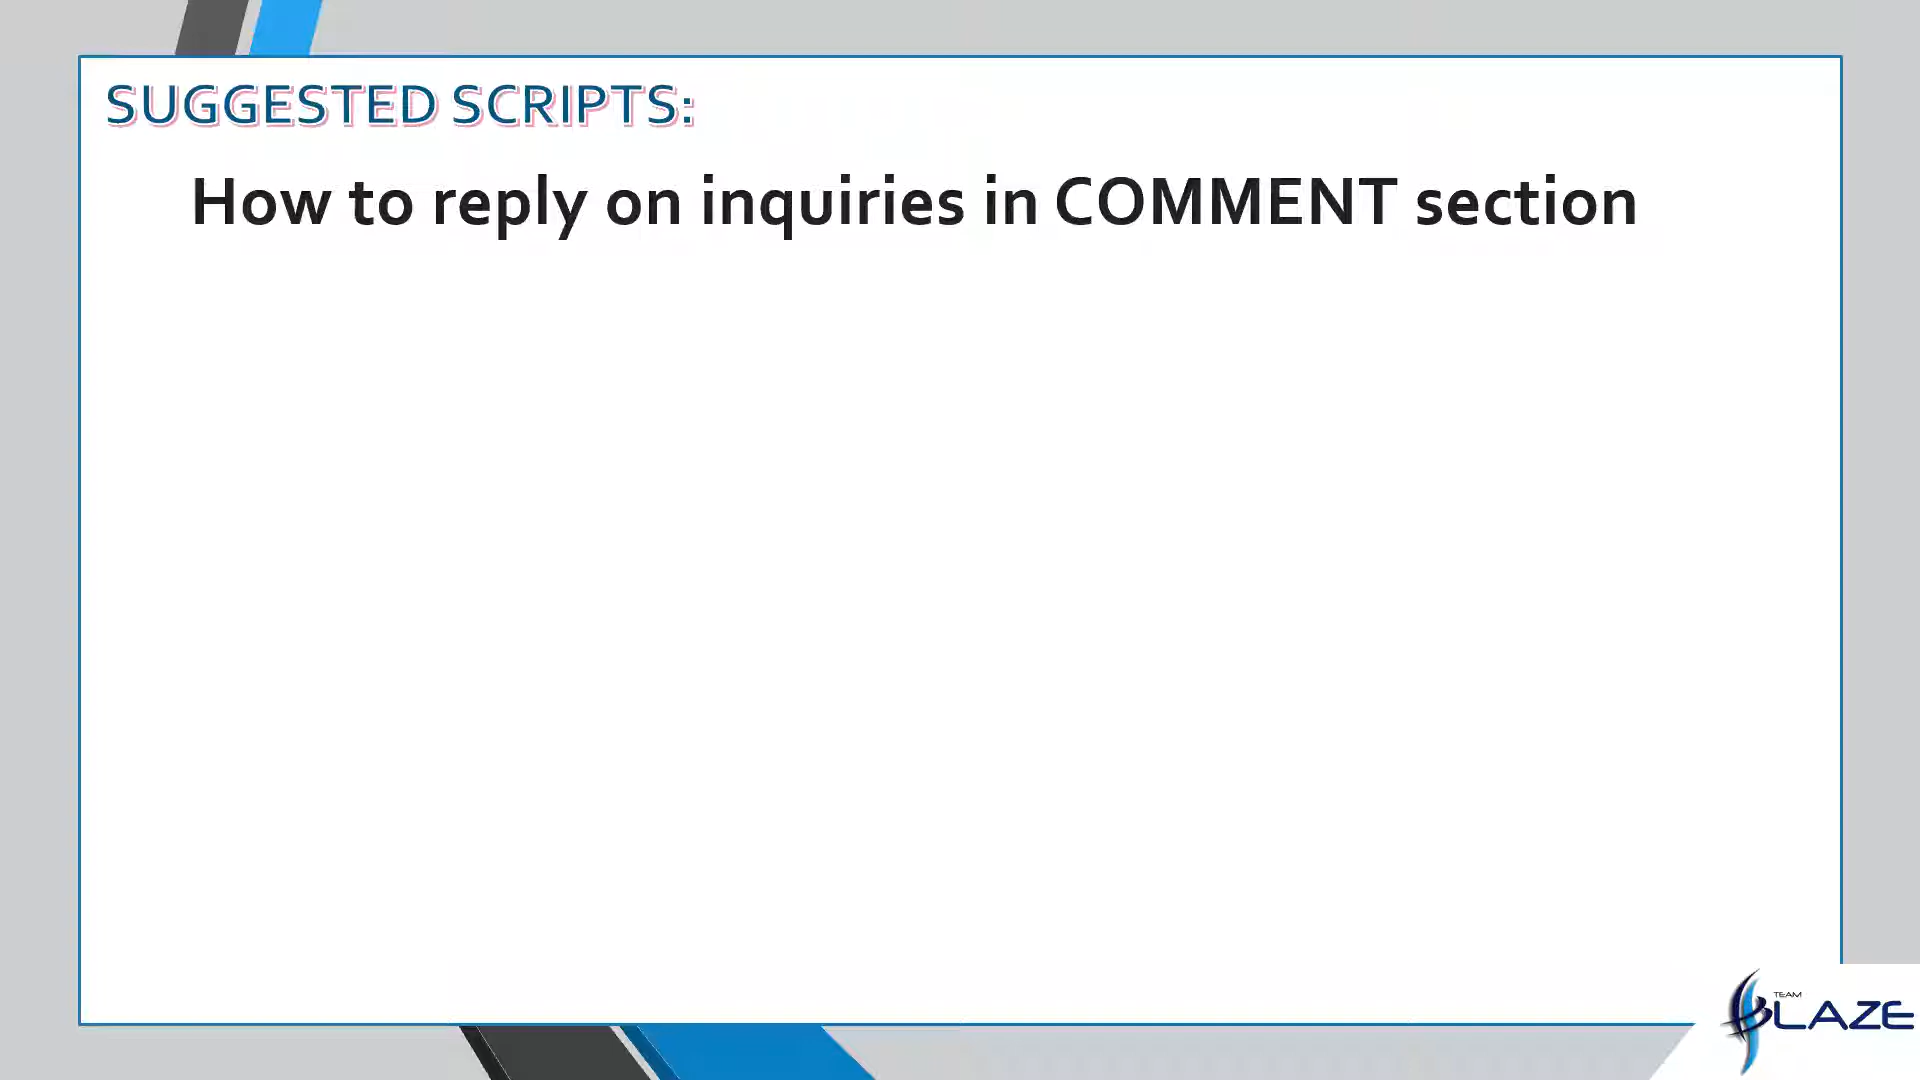 SUGGESTED SCRIPTS:
How to reply on inquiries in COMMENT section
TEAM
BLAZE